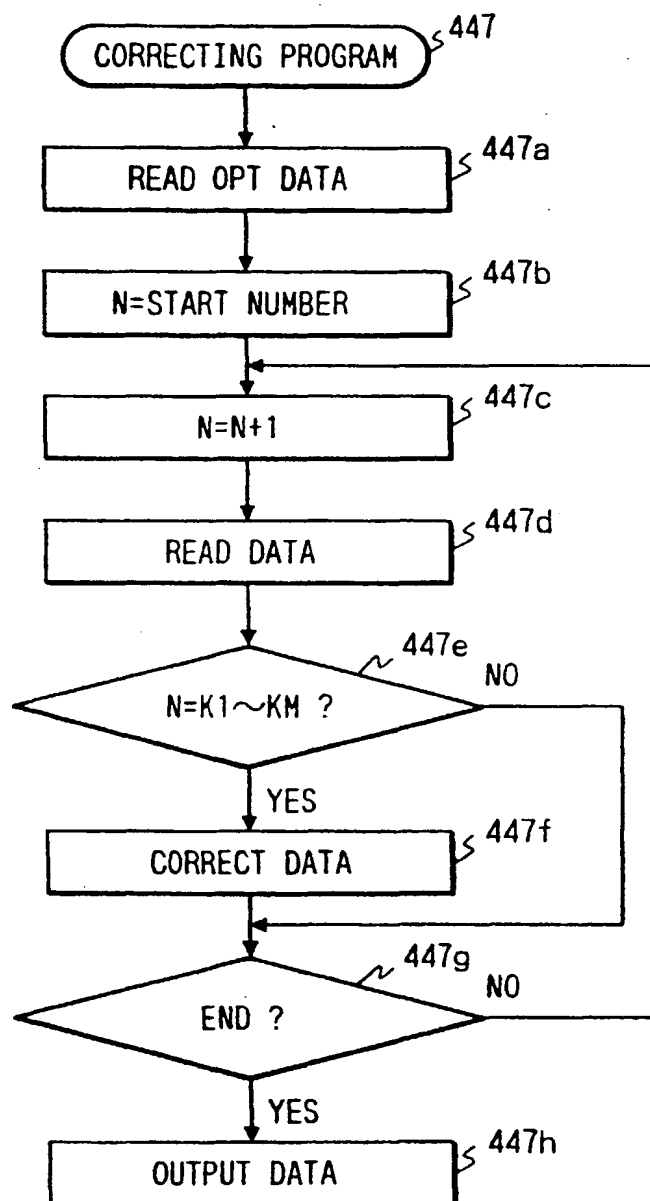 447
CORRECTING PROGRAM
447a
READ OPT DATA
447b
N=START NUMBER
447c
N=N+1
447d
READ DATA
447e
NO
N=K1～KM ?
YES
447f
CORRECT DATA
447g
NO
END ?
YES
447h
OUTPUT DATA